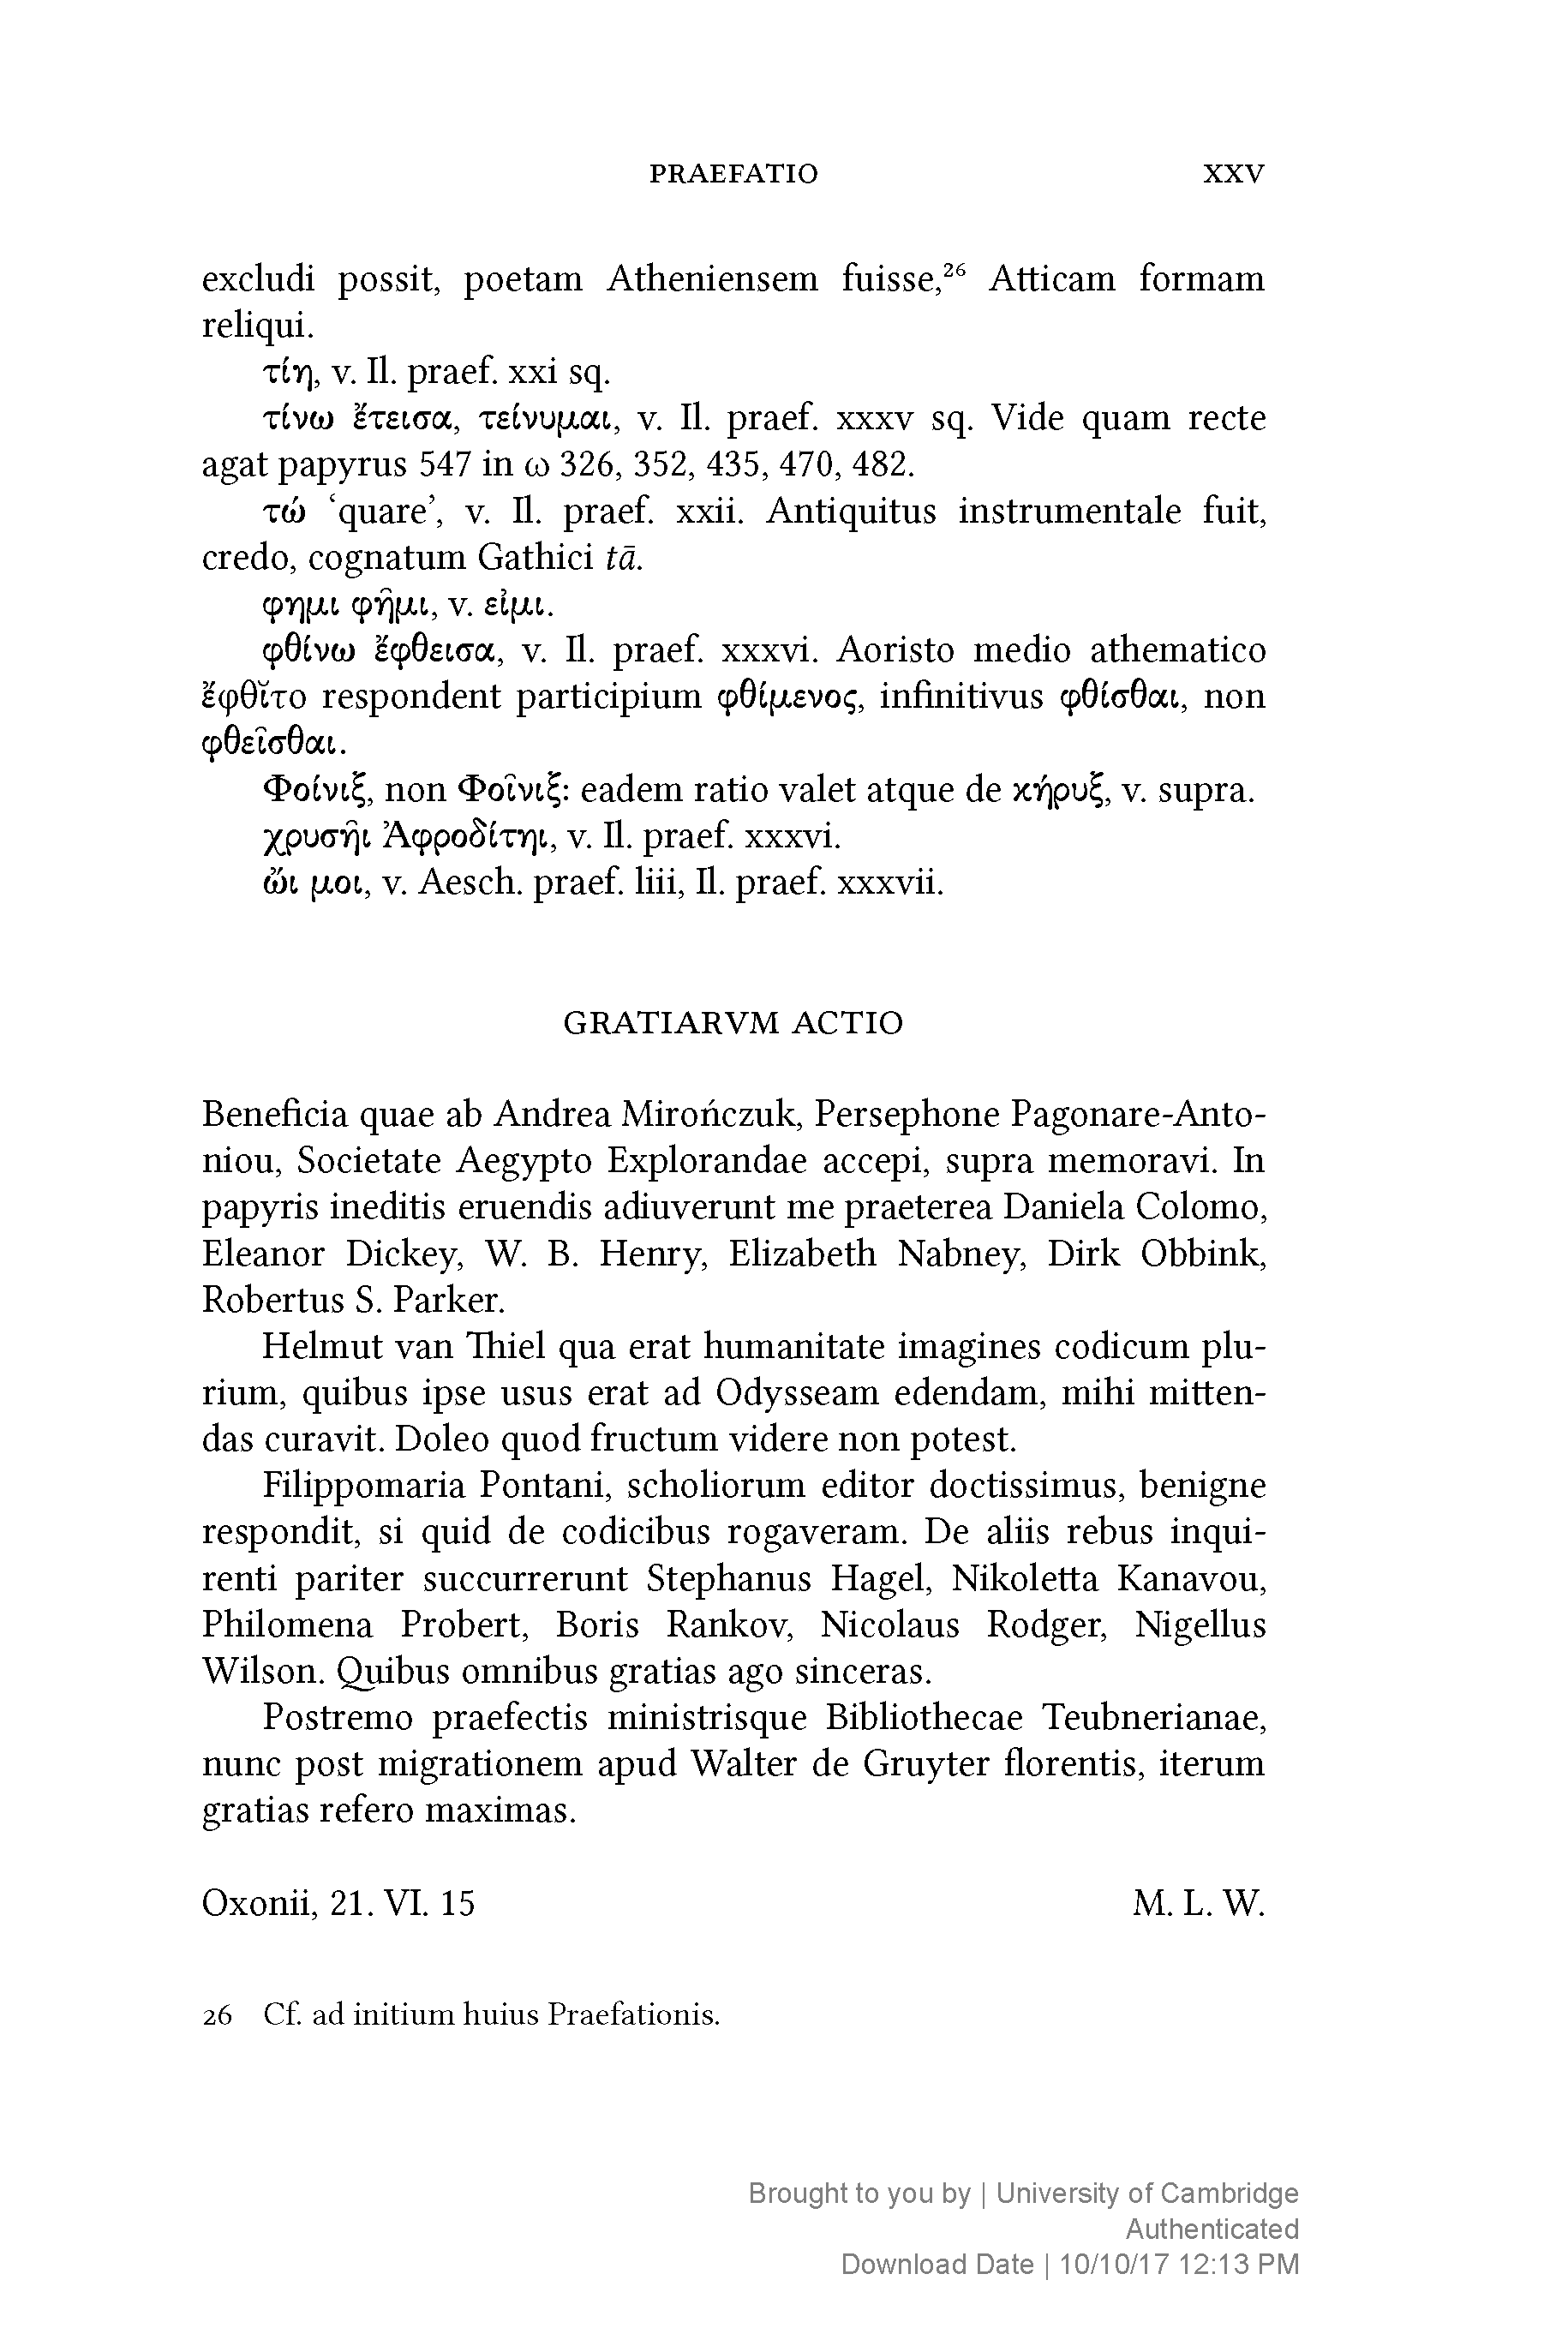 PRAEFATIO XXV
excludi possit, poetam Atheniensem fuisse,²⁶ Atticam formam
reliqui.
τίη, v. Il. praef. xxi sq.
τίνω ἔτεισα, τείνυμαι, v. Il. praef. xxxv sq. Vide quam recte
agat papyrus 547 in ω 326, 352, 435, 470, 482.
τώ ‘quare’, v. Il. praef. xxii. Antiquitus instrumentale fuit,
credo, cognatum Gathici tā.
φημι φῆμι, v. εἰμι.
φθίνω ἔφθεισα, v. Il. praef. xxxvi. Aoristo medio athematico
ἔφθῐτο respondent participium φθίμενος, infinitivus φθίσθαι, non
φθεῖσθαι.
Φοίνιξ, non Φοῖνιξ: eadem ratio valet atque de κήρυξ, v. supra.
χρυσῆι Ἀφροδίτηι, v. Il. praef. xxxvi.
ὤι μοι, v. Aesch. praef. liii, Il. praef. xxxvii.
GRATIARVM ACTIO
Beneficia quae ab Andrea Mirończuk, Persephone Pagonare-Anto-
niou, Societate Aegypto Explorandae accepi, supra memoravi. In
papyris ineditis eruendis adiuverunt me praeterea Daniela Colomo,
Eleanor Dickey, W. B. Henry, Elizabeth Nabney, Dirk Obbink,
Robertus S. Parker.
Helmut van Thiel qua erat humanitate imagines codicum plu-
rium, quibus ipse usus erat ad Odysseam edendam, mihi mitten-
das curavit. Doleo quod fructum videre non potest.
Filippomaria Pontani, scholiorum editor doctissimus, benigne
respondit, si quid de codicibus rogaveram. De aliis rebus inqui-
renti pariter succurrerunt Stephanus Hagel, Nikoletta Kanavou,
Philomena Probert, Boris Rankov, Nicolaus Rodger, Nigellus
Wilson. Quibus omnibus gratias ago sinceras.
Postremo praefectis ministrisque Bibliothecae Teubnerianae,
nunc post migrationem apud Walter de Gruyter florentis, iterum
gratias refero maximas.
Oxonii, 21. VI. 15 M. L. W.
26 Cf. ad initium huius Praefationis.
Brought to you by | University of Cambridge
Authenticated
Download Date | 10/10/17 12:13 PM